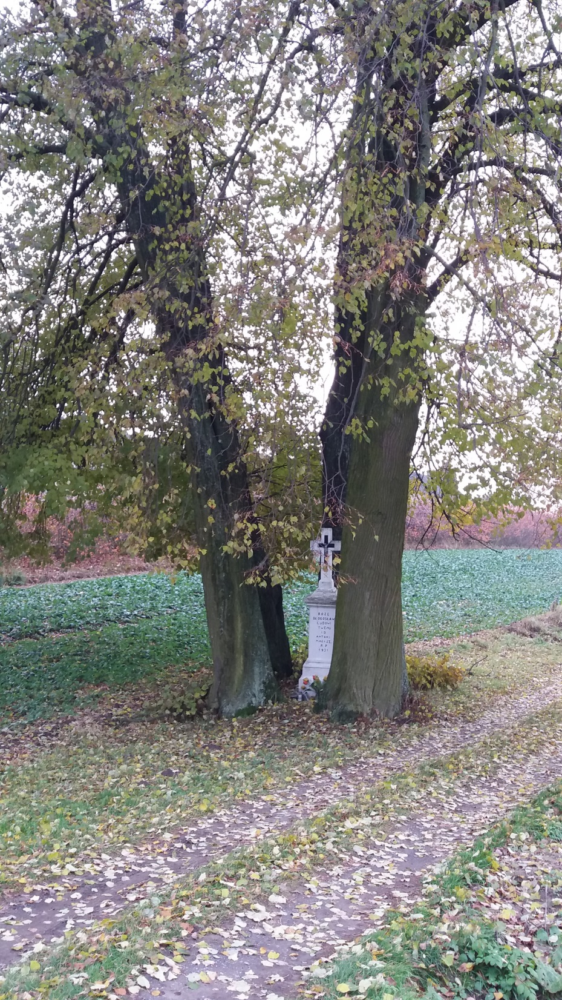 BOŻE
BŁOGOSŁAW
LUDOWI
TWEMU
I D
ANTONI
R P
1921